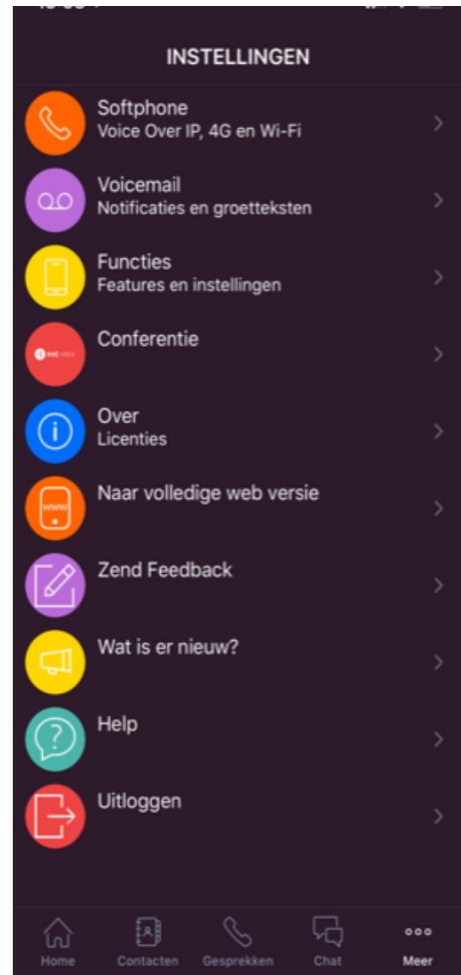 INSTELLINGEN
Softphone
Voice Over IP, 4G en Wi-Fi
Voicemail
Notificaties en groetteksten
Functies
Features en instellingen
Conferentie
Over
Licenties
www
Naar volledige web versie
Zend Feedback
Wat is er nieuw?
Help
Uitloggen
Home
Contacten
Gesprekken
Chat
Meer